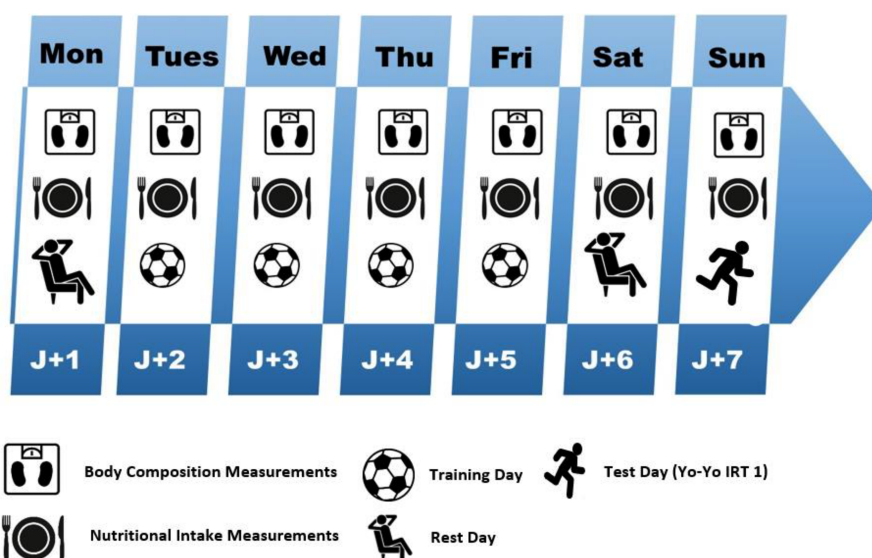 Mon Tues Wed Thu Fri Sat Sun
J+1 J+2 J+3 J+4 J+5 J+6 J+7
Body Composition Measurements Training Day Test Day (Yo-Yo IRT 1)
Nutritional Intake Measurements Rest Day